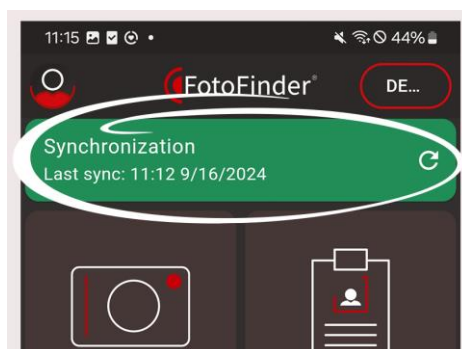 11:15 44%
FotoFinder® DE...
Synchronization
Last sync: 11:12 9/16/2024